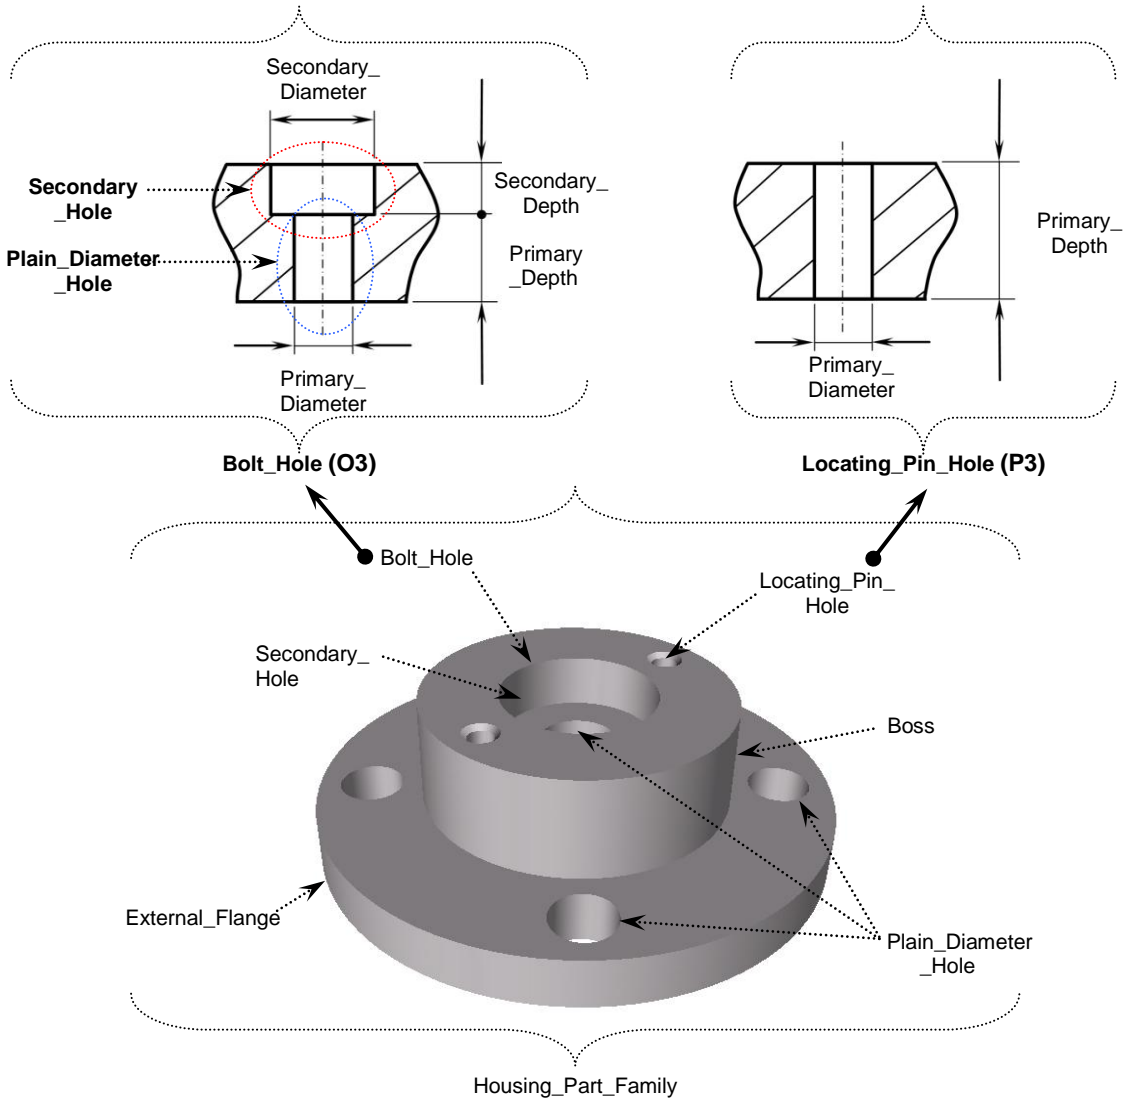 Secondary_
Diameter
Secondary
_Hole
Plain_Diameter
_Hole
Secondary_
Depth
Primary
_Depth
Primary_
Diameter
Primary_
Depth
Primary_
Diameter
Bolt_Hole (O3)
Locating_Pin_Hole (P3)
Bolt_Hole
Locating_Pin_
Hole
Secondary_
Hole
Boss
External_Flange
Plain_Diameter
_Hole
Housing_Part_Family